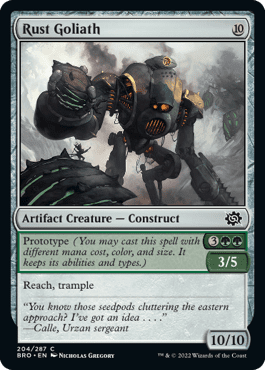 Rust Goliath 10
Artifact Creature — Construct
Prototype (You may cast this spell with 3
different mana cost, color, and size. It
keeps its abilities and types.) 3/5
Reach, trample
"You know those seedpods cluttering the eastern
approach? I've got an idea . . . ."
—Calle, Urzan sergeant
10/10
204/287 C
BRO • EN Nicholas Gregory ™ & © 2022 Wizards of the Coast